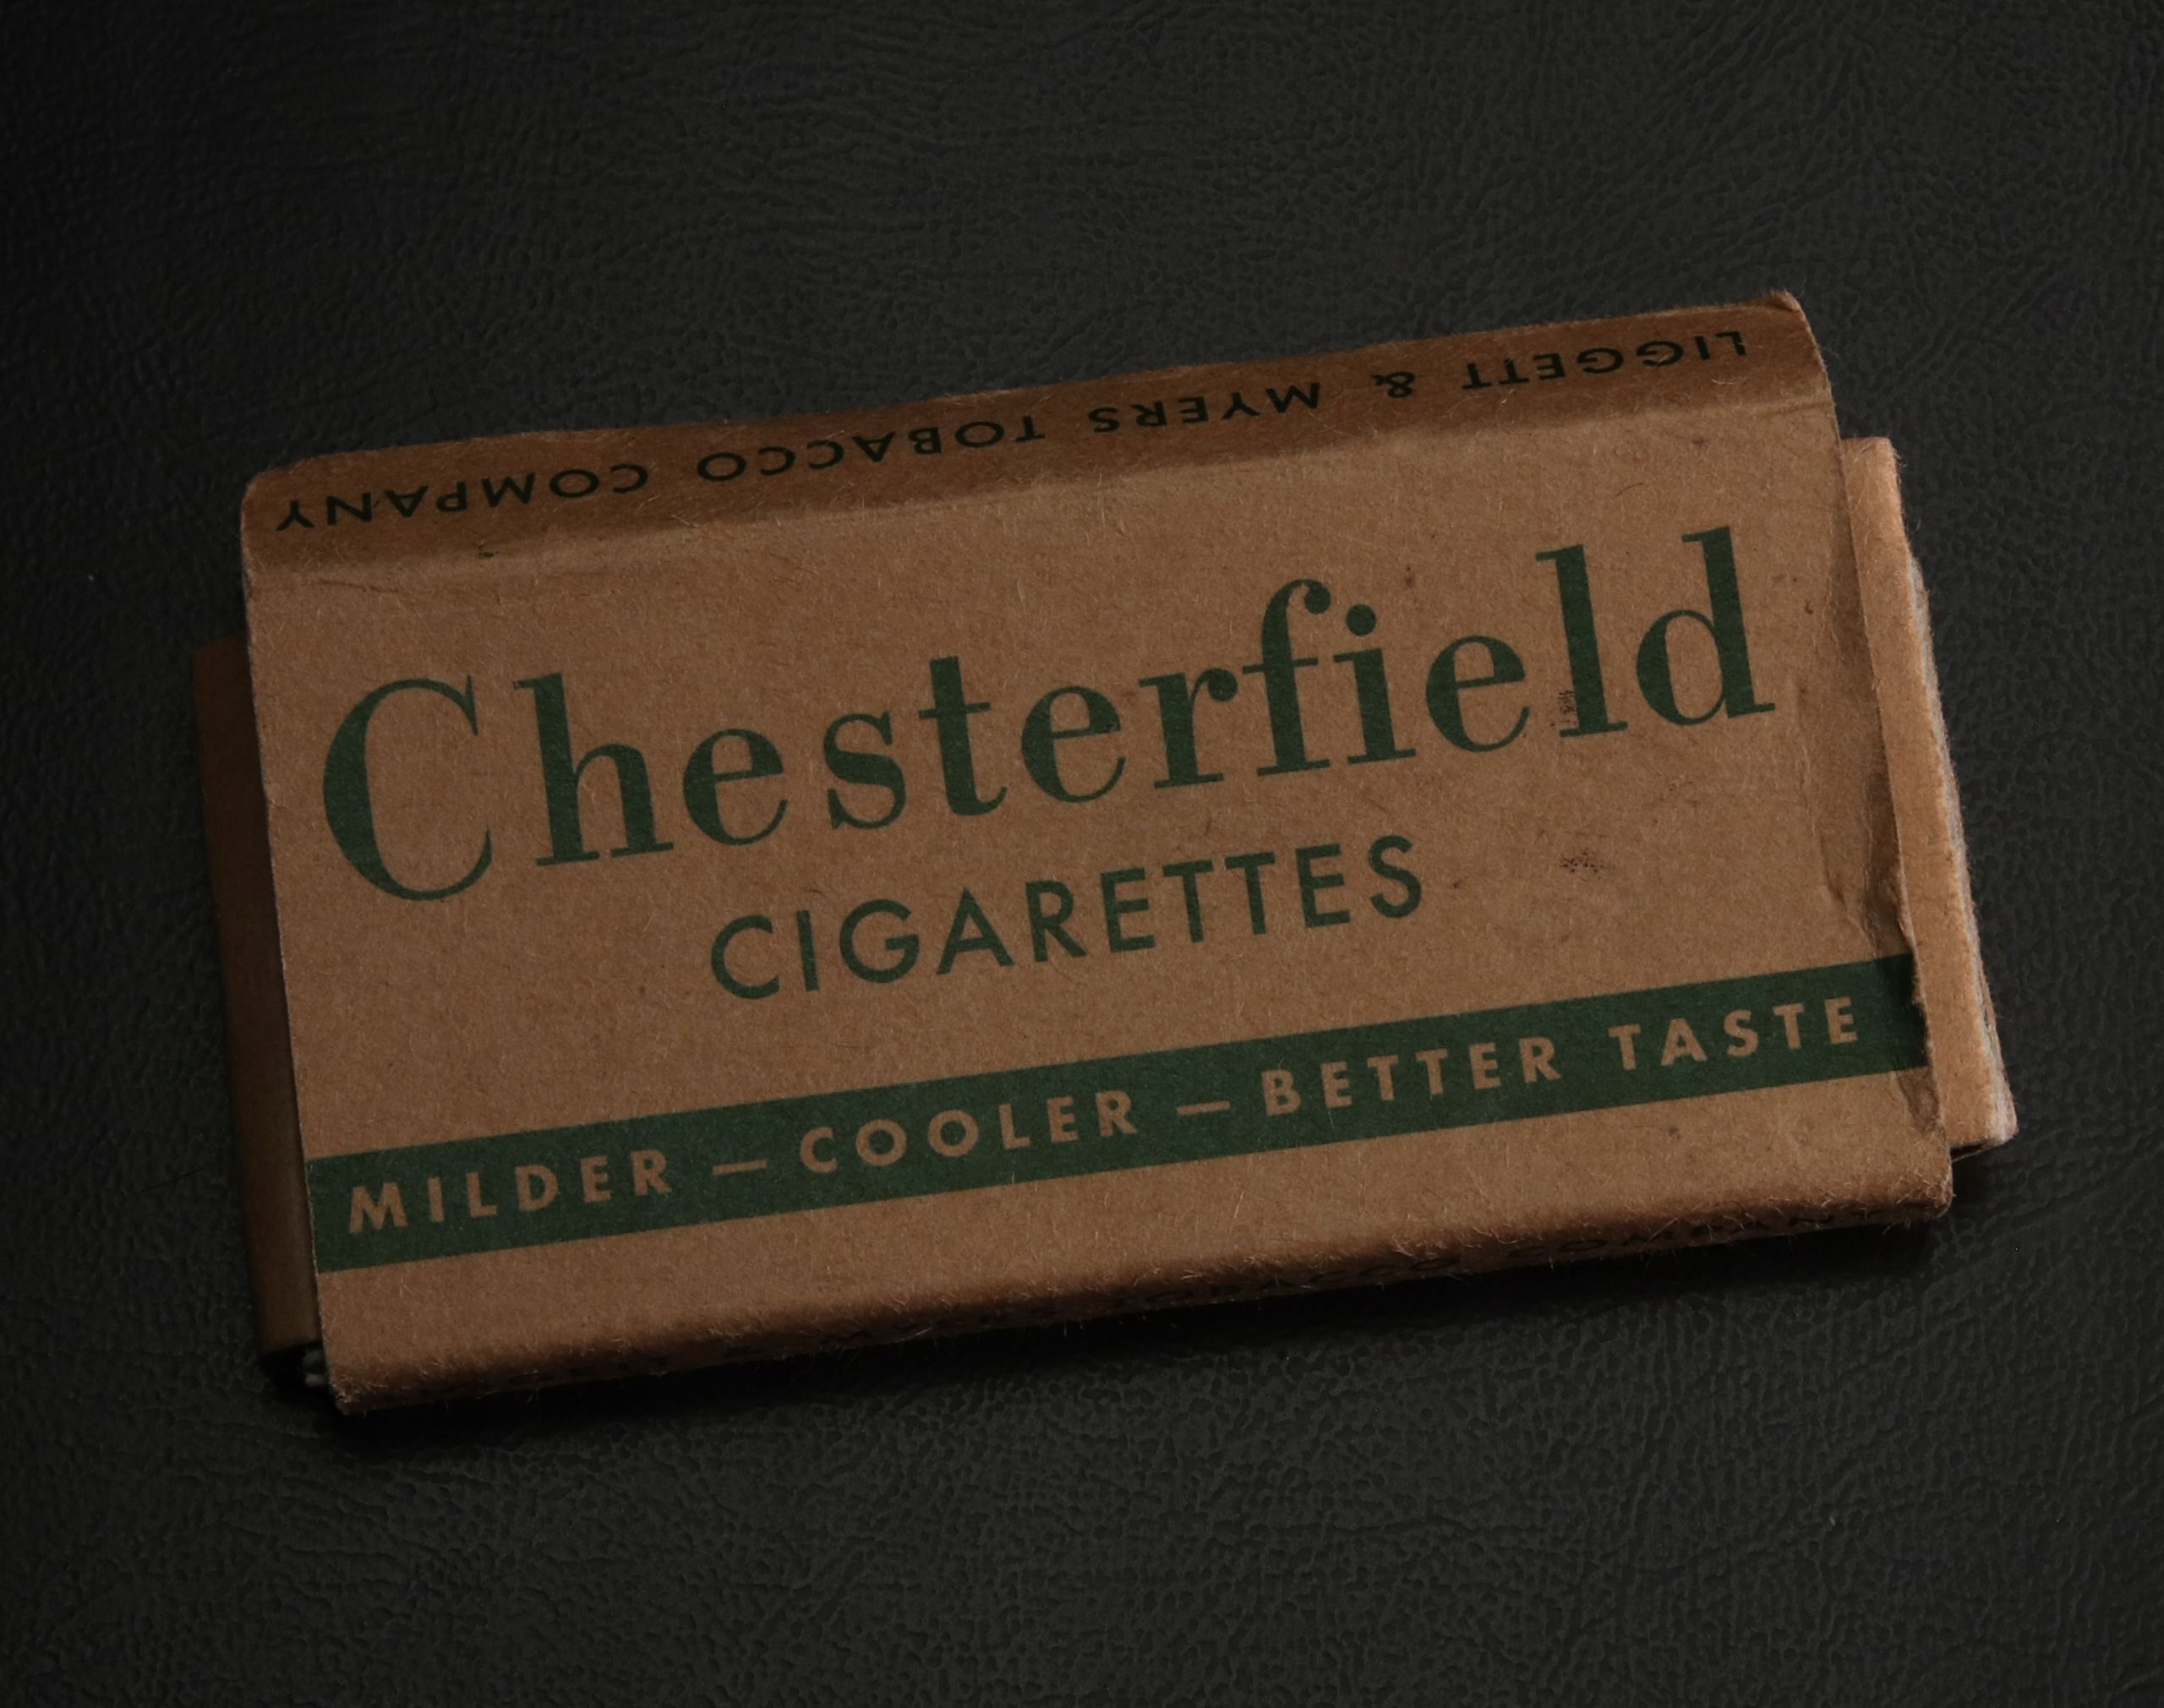 LIGGETT & MYERS TOBACCO COMPANY
Chesterfield
CIGARETTES
MILDER — COOLER — BETTER TASTE